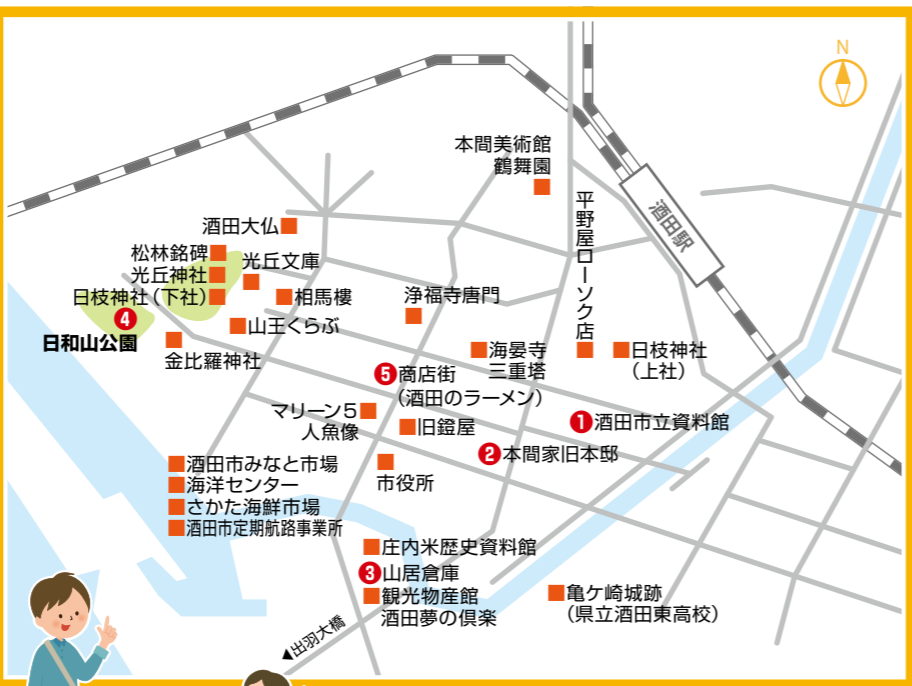 N
本間美術館
鶴舞園
酒田駅
平野屋ローソク店
酒田大仏
松林銘碑
光丘神社
光丘文庫
日枝神社(下社)
相馬樓
浄福寺唐門
4
日和山公園
山王くらぶ
金比羅神社
海晏寺
三重塔
日枝神社
(上社)
5 商店街
(酒田のラーメン)
マリーン5
人魚像
旧鐙屋
1 酒田市立資料館
2 本間家旧本邸
酒田市みなと市場
海洋センター
さかた海鮮市場
酒田市定期航路事業所
市役所
庄内米歴史資料館
3 山居倉庫
観光物産館
酒田夢の倶楽
亀ケ崎城跡
(県立酒田東高校)
▲出羽大橋